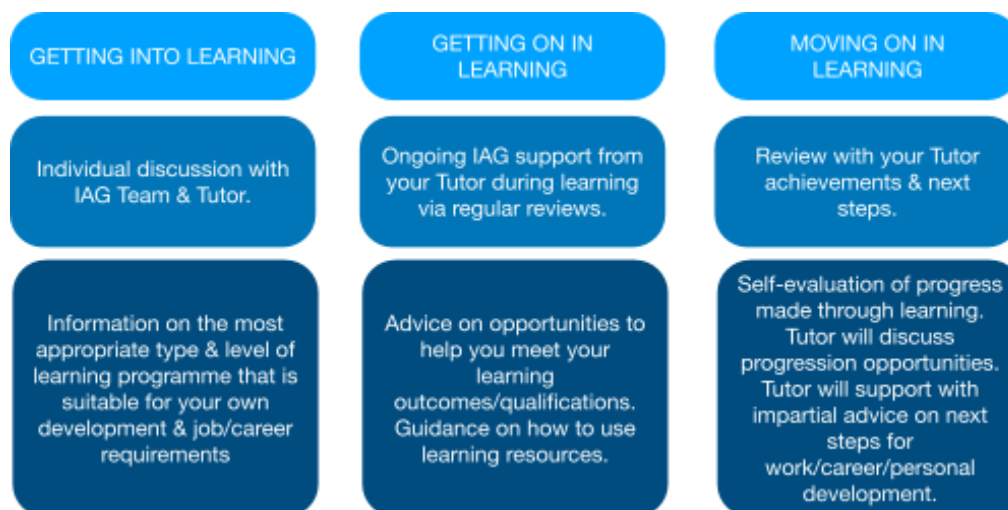 GETTING INTO LEARNING
Individual discussion with
IAG Team & Tutor.
Information on the most
appropriate type & level of
learning programme that is
suitable for your own
development & job/career
requirements
GETTING ON IN
LEARNING
Ongoing IAG support from
your Tutor during learning
via regular reviews.
Advice on opportunities to
help you meet your
learning
outcomes/qualifications.
Guidance on how to use
learning resources.
MOVING ON IN
LEARNING
Review with your Tutor
achievements & next
steps.
Self-evaluation of progress
made through learning.
Tutor will discuss
progression opportunities.
Tutor will support with
impartial advice on next
steps for
work/career/personal
development.